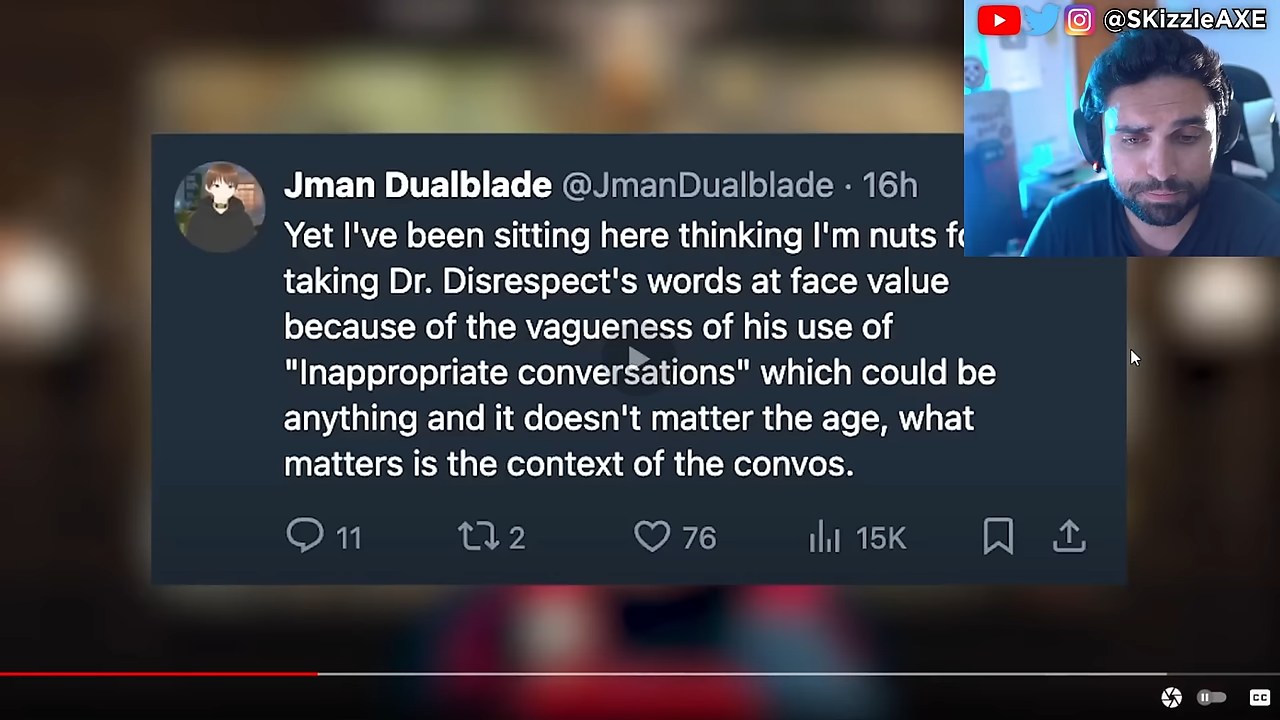 @SKizzleAXE
Jman Dualblade @JmanDualblade · 16h
Yet I've been sitting here thinking I'm nuts
taking Dr. Disrespect's words at face value
because of the vagueness of his use of
"Inappropriate conversations" which could be
anything and it doesn't matter the age, what
matters is the context of the convos.
11 2 76 15K
CC